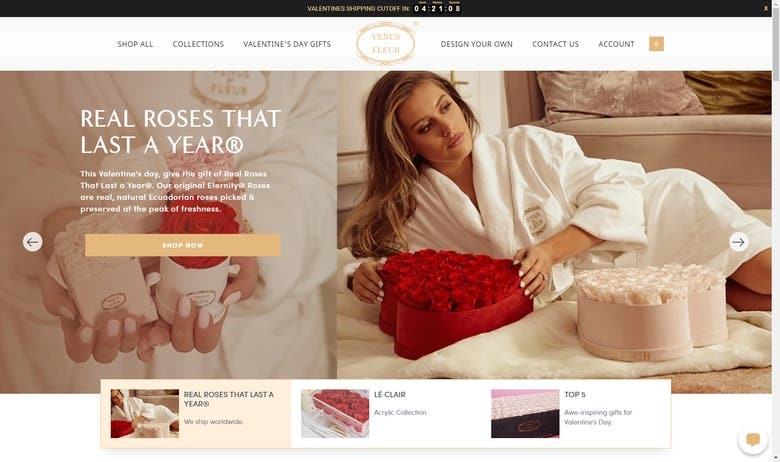 VALENTINES SHIPPING CUTOFF IN: 04:21:08
X
SHOP ALL
COLLECTIONS
VALENTINE'S DAY GIFTS
VENUS
ET
FLEUR
®
DESIGN YOUR OWN
CONTACT US
ACCOUNT
0
REAL ROSES THAT
LAST A YEAR®
This Valentine's day, give the gift of Real Roses
That Last a Year®. Our original Eternity® Roses
are real, natural Ecuadorian roses picked &
preserved at the peak of freshness.
SHOP NOW
REAL ROSES THAT LAST A
YEAR®
We ship worldwide.
LÉ CLAIR
Acrylic Collection
TOP 5
Awe-inspiring gifts for
Valentine's Day.